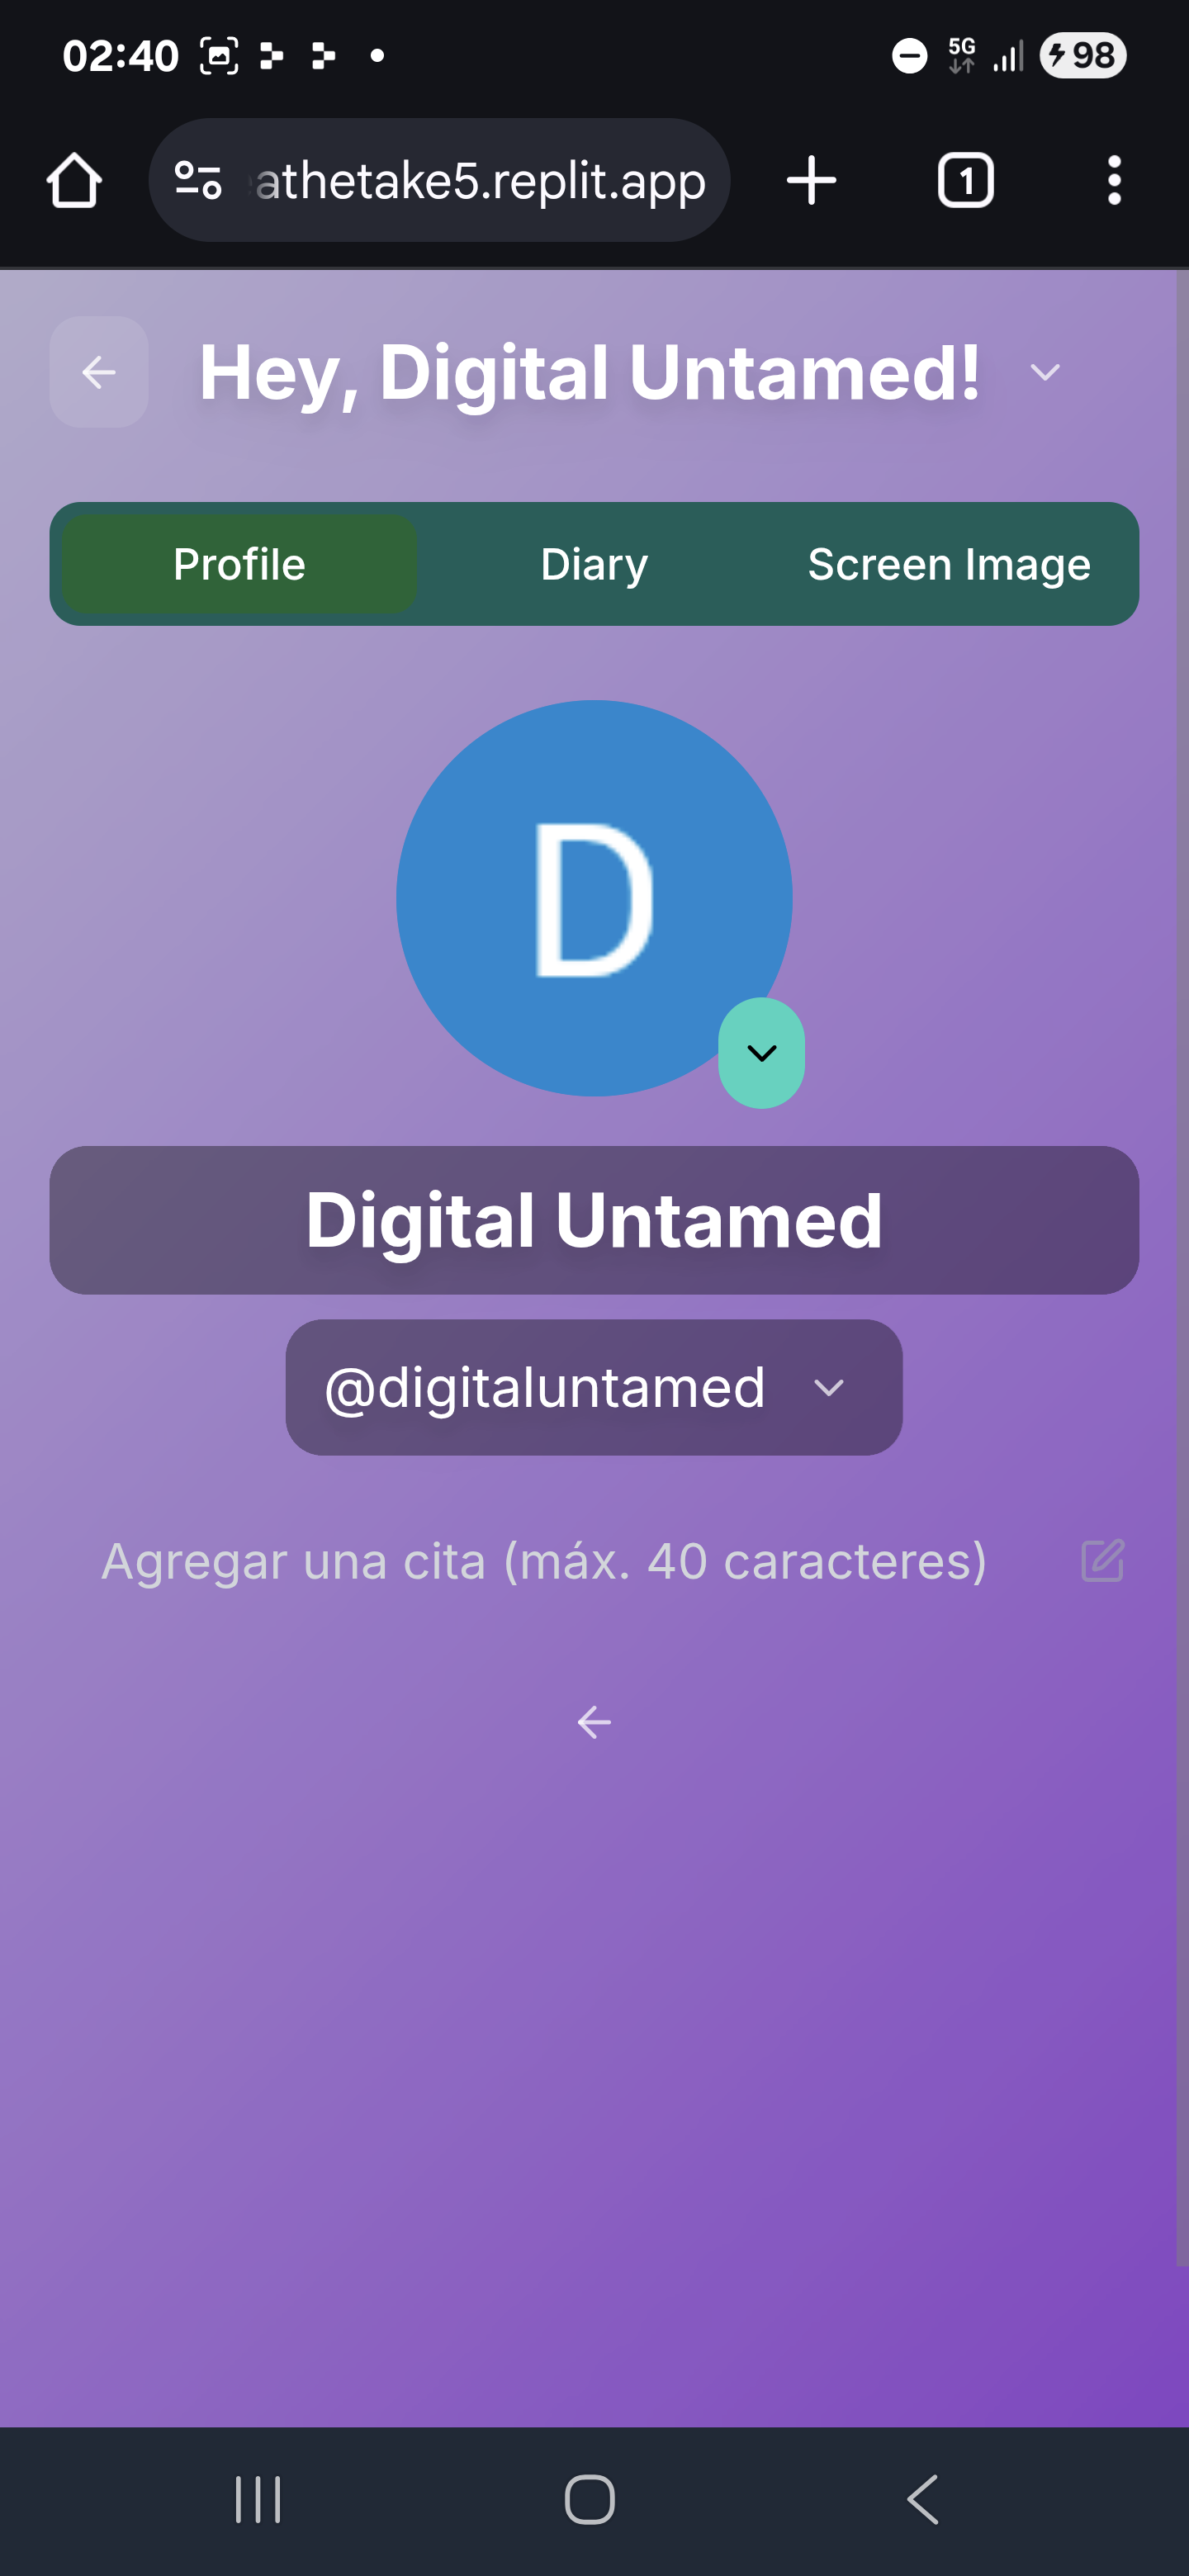 02:40
5G
98
athetake5.replit.app
1
Hey, Digital Untamed!
Profile
Diary
Screen Image
D
Digital Untamed
@digitaluntamed
Agregar una cita (máx. 40 caracteres)